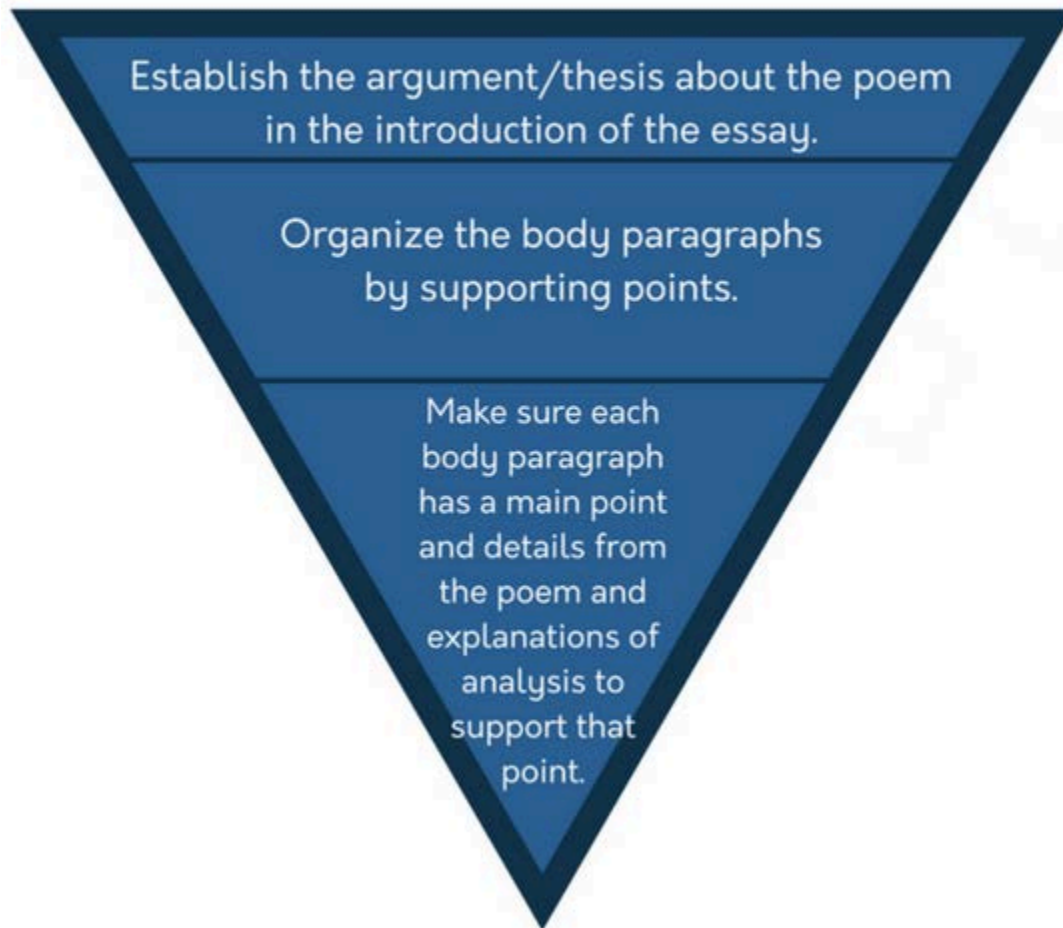 Establish the argument/thesis about the poem
in the introduction of the essay.
Organize the body paragraphs
by supporting points.
Make sure each
body paragraph
has a main point
and details from
the poem and
explanations of
analysis to
support that
point.